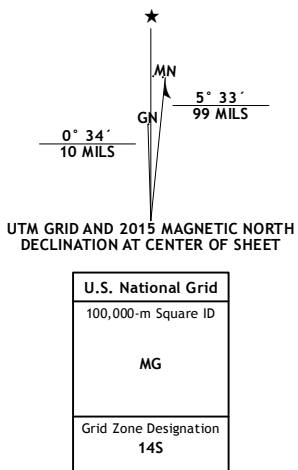 MN
GN
5° 33´
99 MILS
0° 34´
10 MILS
UTM GRID AND 2015 MAGNETIC NORTH
DECLINATION AT CENTER OF SHEET
U.S. National Grid
100,000-m Square ID
MG
Grid Zone Designation
14S